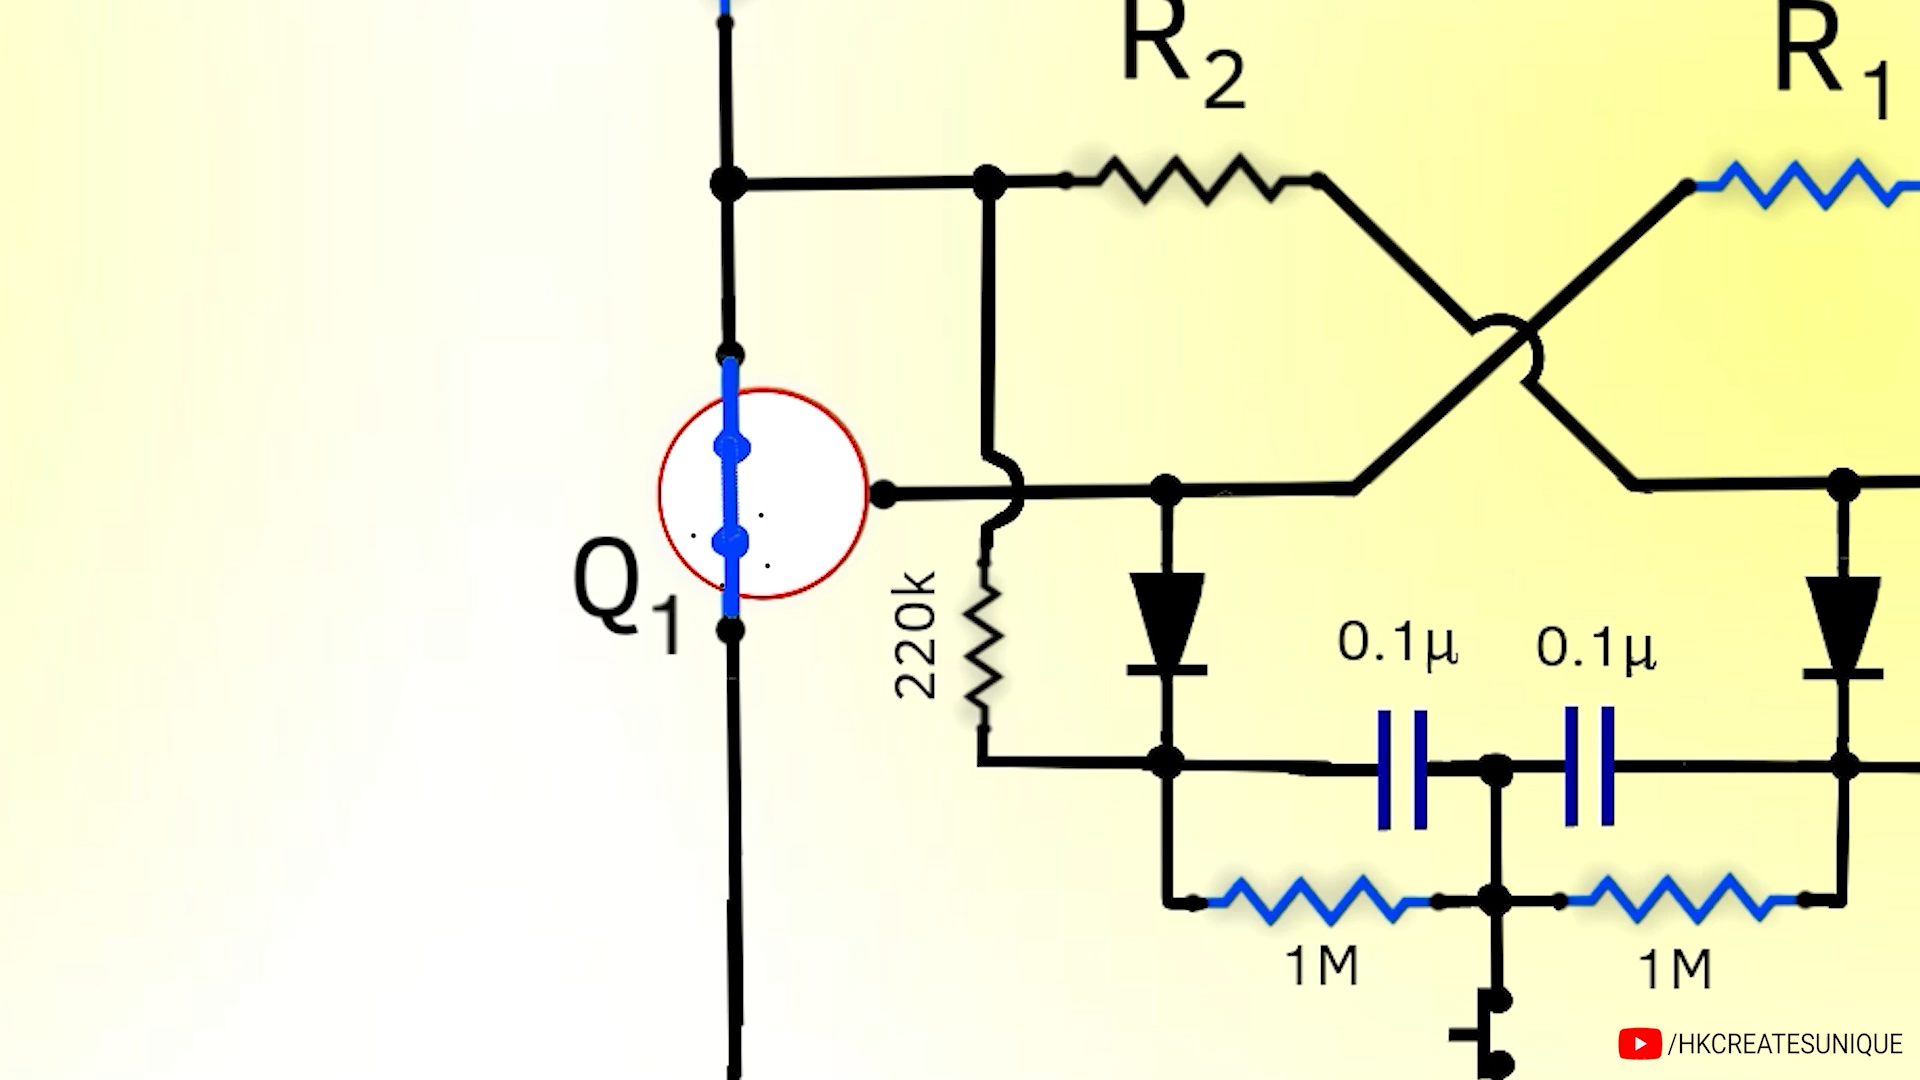 R2
R1
Q1
220k
0.1µ
0.1µ
1M
1M
/HKCREATESUNIQUE